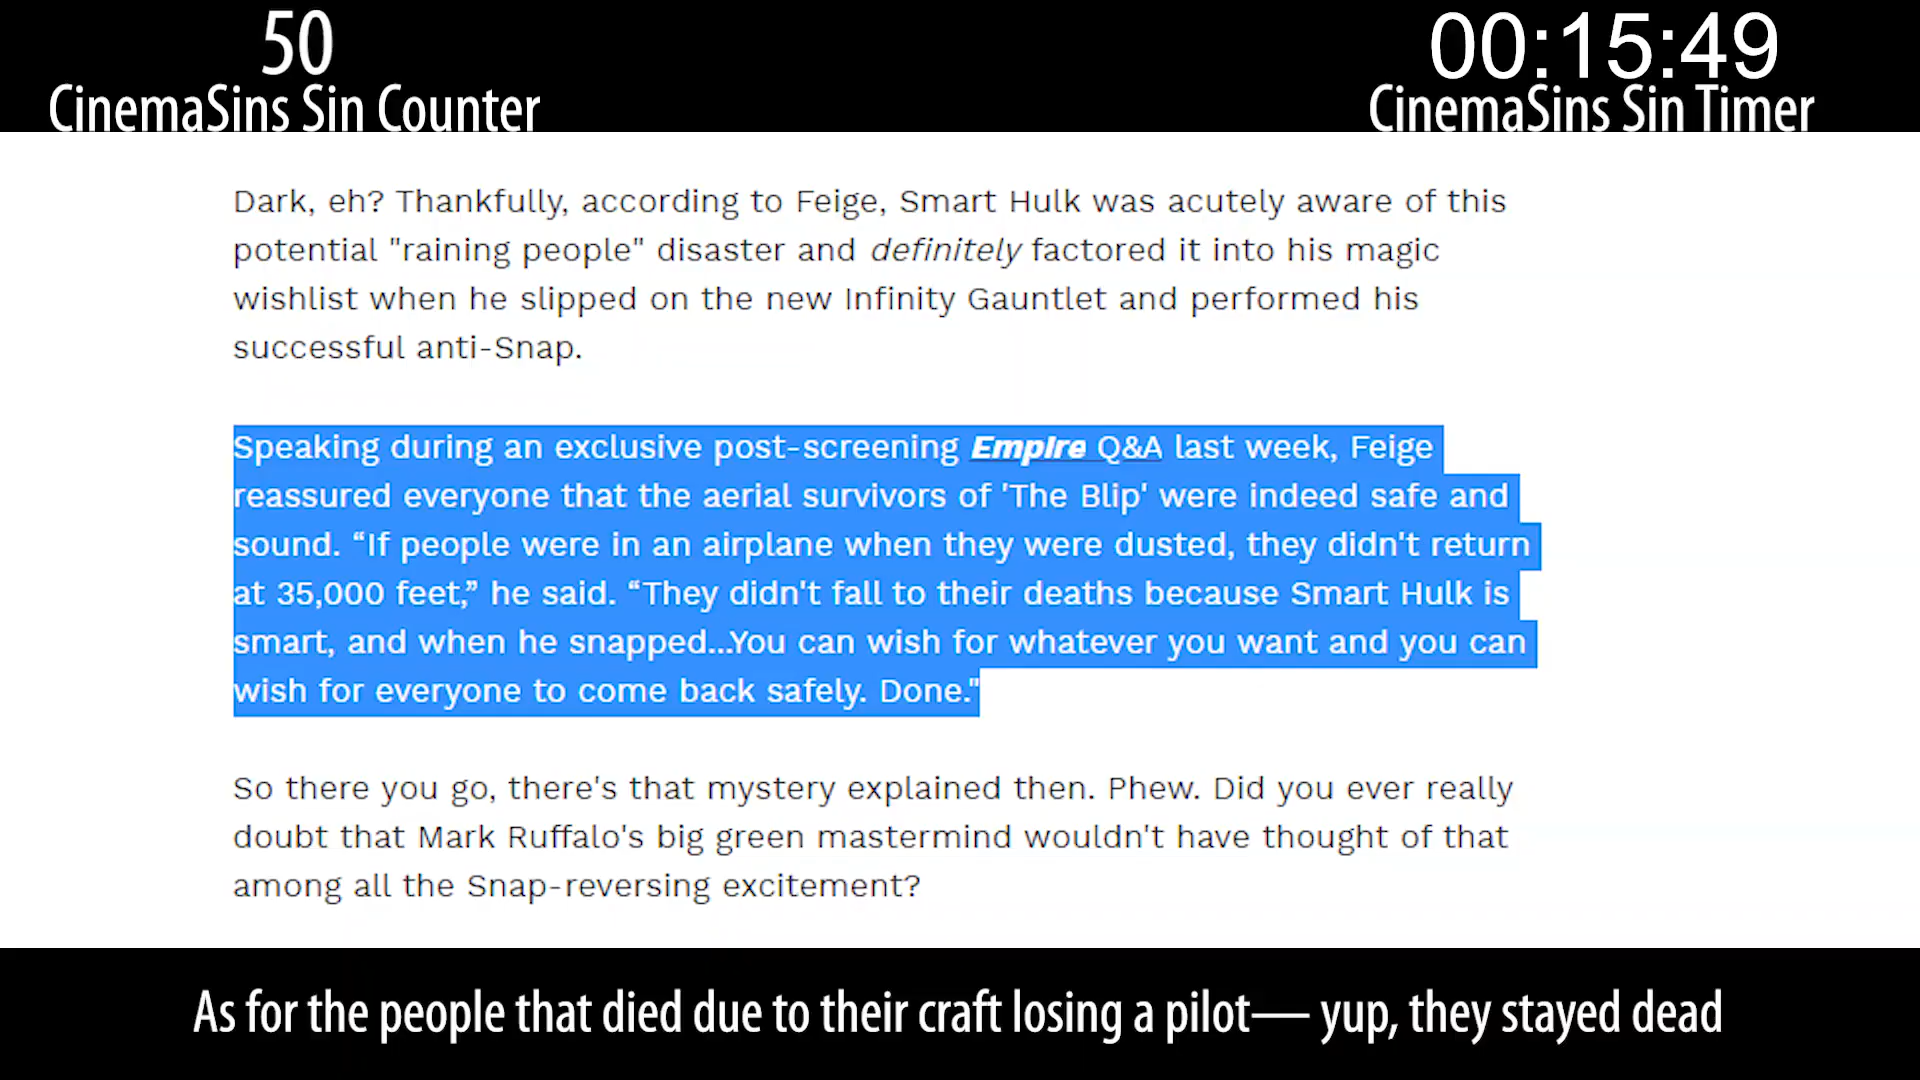 50
CinemaSins Sin Counter
00:15:49
CinemaSins Sin Timer
Dark, eh? Thankfully, according to Feige, Smart Hulk was acutely aware of this
potential "raining people" disaster and definitely factored it into his magic
wishlist when he slipped on the new Infinity Gauntlet and performed his
successful anti-Snap.
Speaking during an exclusive post-screening EmpIre Q&A last week, Feige
reassured everyone that the aerial survivors of 'The Blip' were indeed safe and
sound. “If people were in an airplane when they were dusted, they didn't return
at 35,000 feet,” he said. “They didn't fall to their deaths because Smart Hulk is
smart, and when he snapped...You can wish for whatever you want and you can
wish for everyone to come back safely. Done."
So there you go, there's that mystery explained then. Phew. Did you ever really
doubt that Mark Ruffalo's big green mastermind wouldn't have thought of that
among all the Snap-reversing excitement?
As for the people that died due to their craft losing a pilot— yup, they stayed dead